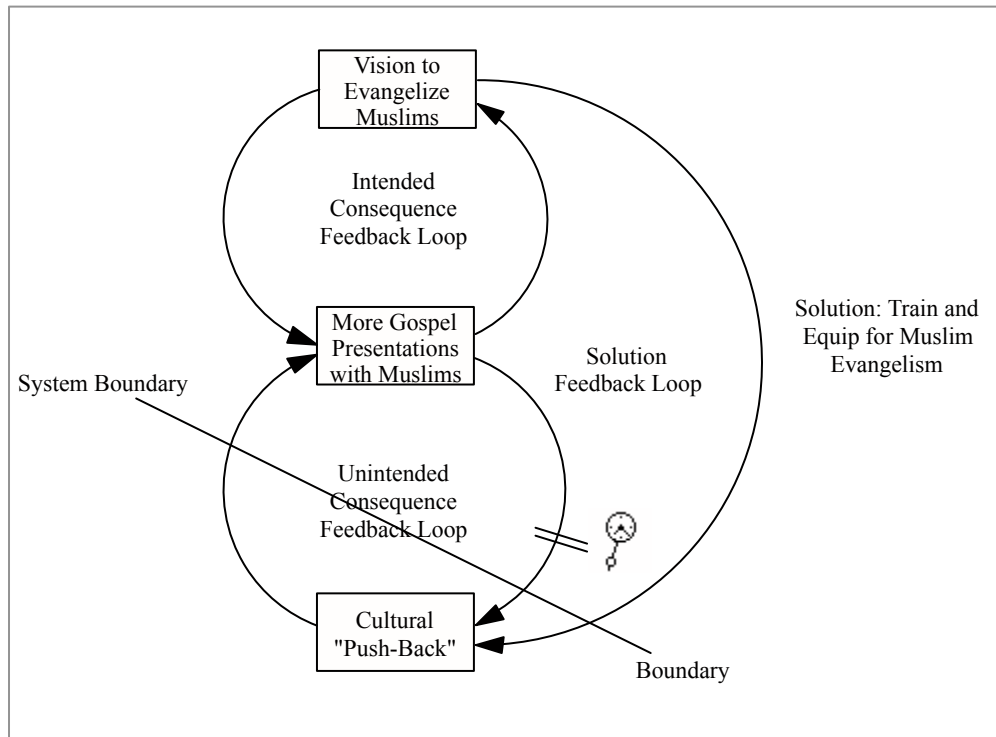 Vision to
Evangelize
Muslims
Intended
Consequence
Feedback Loop
More Gospel
Presentations
with Muslims
Solution
Feedback Loop
Solution: Train and
Equip for Muslim
Evangelism
System Boundary
Unintended
Consequence
Feedback Loop
Cultural
"Push-Back"
Boundary